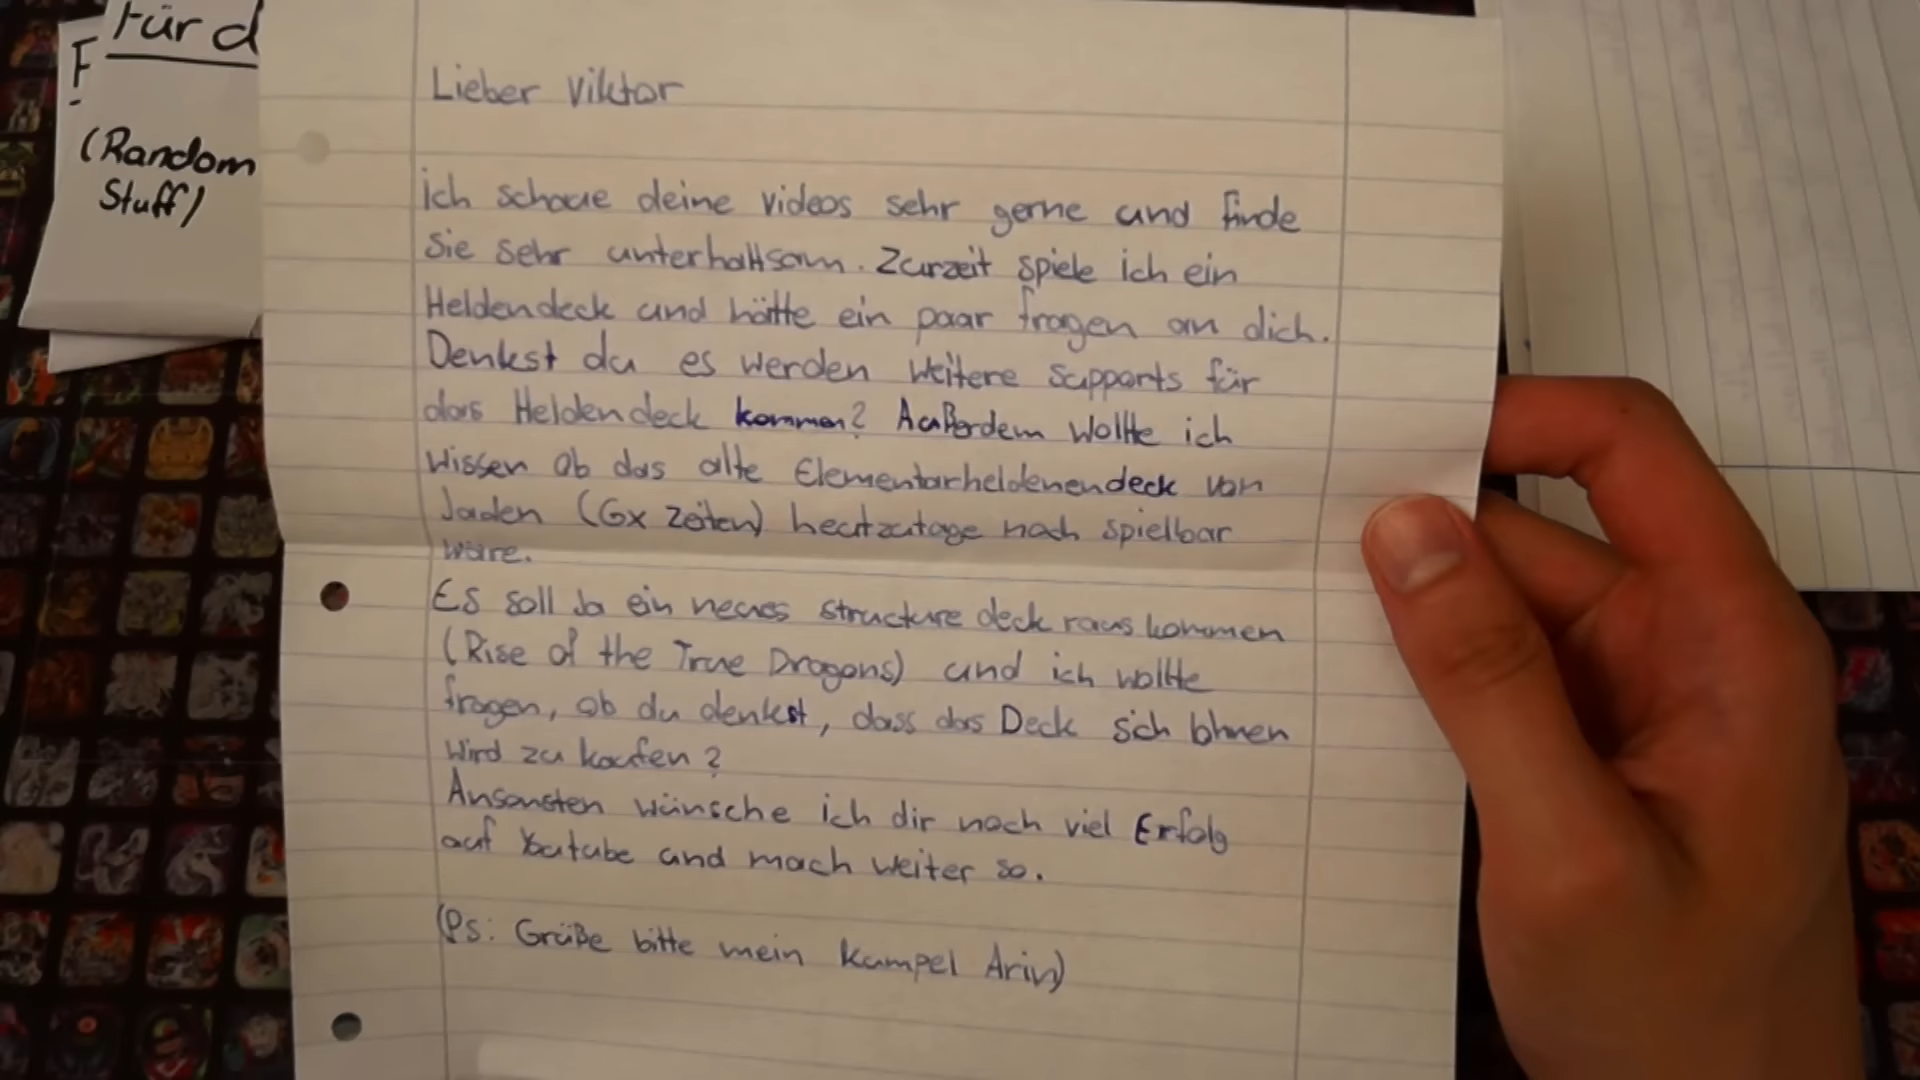 Für d
F
(Random
Stuff)
Lieber Viktor
ich schaue deine videos sehr gerne und finde
Sie sehr unterhaltsam. Zurzeit spiele ich ein
Heldendeck und hätte ein paar fragen an dich.
Denkst du es werden weitere supports für
das Heldendeck kommen? Außerdem wollte ich
wissen ob das alte Elementarheldenendeck von
Jaden (Gx Zeiten) heutzutage noch spielbar
wäre.
Es soll Ja ein neues structure deck raus kommen
(Rise of the True Dragons) und ich wollte
fragen, ob du denkst, dass das Deck sich lohnen
wird zu kaufen?
Ansonsten wünsche ich dir noch viel Erfolg
auf Youtube und mach weiter so.
(Ps: Grüße bitte mein Kumpel Ariv)